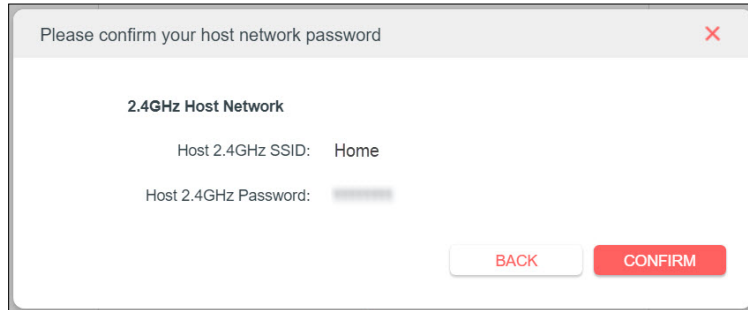 Please confirm your host network password
2.4GHz Host Network
Host 2.4GHz SSID: Home
Host 2.4GHz Password:
BACK CONFIRM